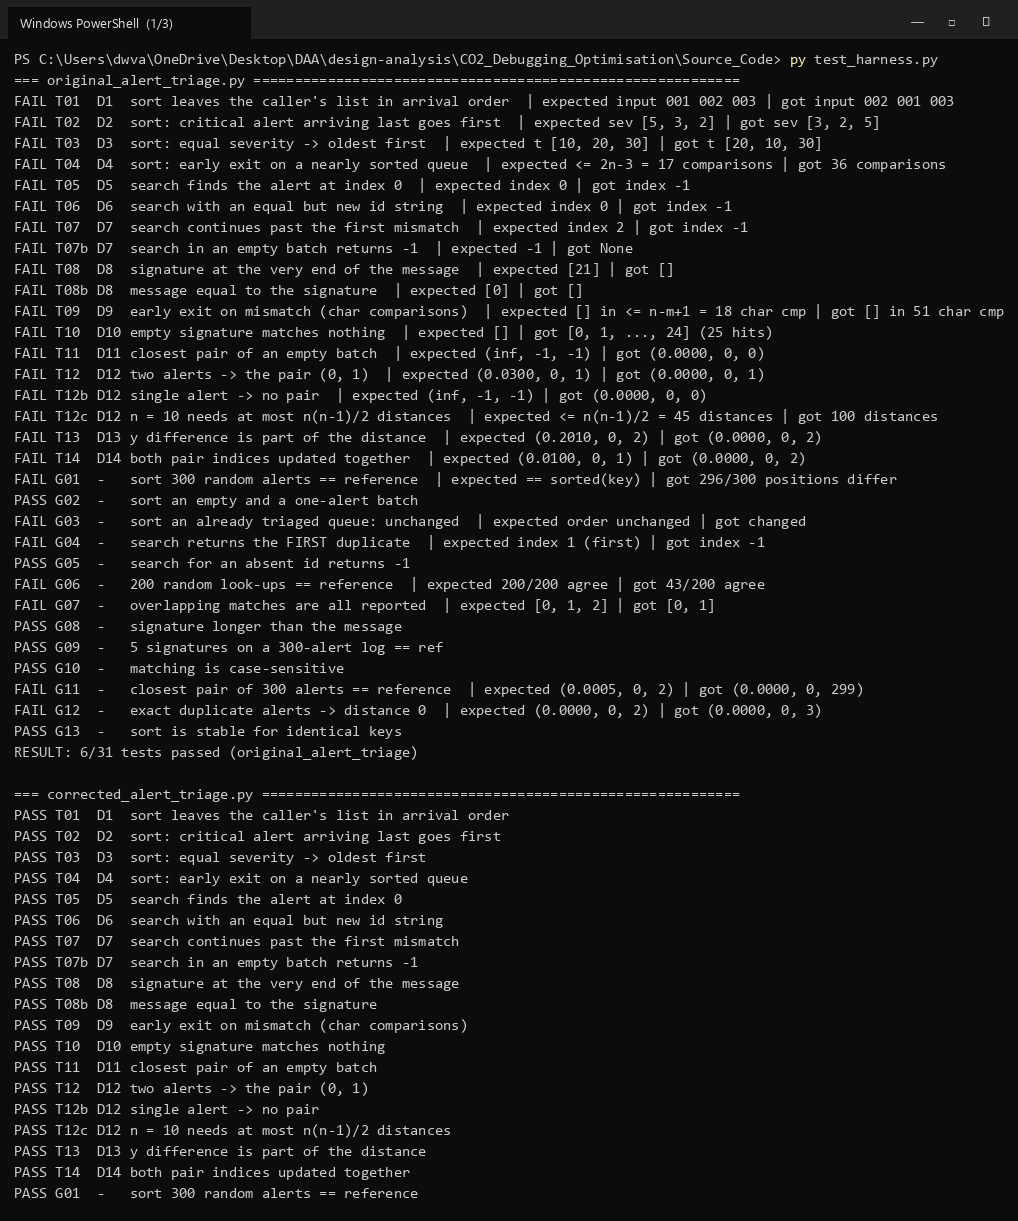 Windows PowerShell (1/3)
PS C:\Users\dwva\OneDrive\Desktop\DAA\design-analysis\CO2_Debugging_Optimisation\Source_Code> py test_harness.py
=== original_alert_triage.py ==========================================================
FAIL T01  D1  sort leaves the caller's list in arrival order  | expected input 001 002 003 | got input 002 001 003
FAIL T02  D2  sort: critical alert arriving last goes first  | expected sev [5, 3, 2] | got sev [3, 2, 5]
FAIL T03  D3  sort: equal severity -> oldest first  | expected t [10, 20, 30] | got t [20, 10, 30]
FAIL T04  D4  sort: early exit on a nearly sorted queue  | expected <= 2n-3 = 17 comparisons | got 36 comparisons
FAIL T05  D5  search finds the alert at index 0  | expected index 0 | got index -1
FAIL T06  D6  search with an equal but new id string  | expected index 0 | got index -1
FAIL T07  D7  search continues past the first mismatch  | expected index 2 | got index -1
FAIL T07b D7  search in an empty batch returns -1  | expected -1 | got None
FAIL T08  D8  signature at the very end of the message  | expected [21] | got []
FAIL T08b D8  message equal to the signature  | expected [0] | got []
FAIL T09  D9  early exit on mismatch (char comparisons)  | expected [] in <= n-m+1 = 18 char cmp | got [] in 51 char cmp
FAIL T10  D10 empty signature matches nothing  | expected [] | got [0, 1, ..., 24] (25 hits)
FAIL T11  D11 closest pair of an empty batch  | expected (inf, -1, -1) | got (0.0000, 0, 0)
FAIL T12  D12 two alerts -> the pair (0, 1)  | expected (0.0300, 0, 1) | got (0.0000, 0, 1)
FAIL T12b D12 single alert -> no pair  | expected (inf, -1, -1) | got (0.0000, 0, 0)
FAIL T12c D12 n = 10 needs at most n(n-1)/2 distances  | expected <= n(n-1)/2 = 45 distances | got 100 distances
FAIL T13  D13 y difference is part of the distance  | expected (0.2010, 0, 2) | got (0.0000, 0, 2)
FAIL T14  D14 both pair indices updated together  | expected (0.0100, 0, 1) | got (0.0000, 0, 2)
FAIL G01  -   sort 300 random alerts == reference  | expected == sorted(key) | got 296/300 positions differ
PASS G02  -   sort an empty and a one-alert batch
FAIL G03  -   sort an already triaged queue: unchanged  | expected order unchanged | got changed
FAIL G04  -   search returns the FIRST duplicate  | expected index 1 (first) | got index -1
PASS G05  -   search for an absent id returns -1
FAIL G06  -   200 random look-ups == reference  | expected 200/200 agree | got 43/200 agree
FAIL G07  -   overlapping matches are all reported  | expected [0, 1, 2] | got [0, 1]
PASS G08  -   signature longer than the message
PASS G09  -   5 signatures on a 300-alert log == ref
PASS G10  -   matching is case-sensitive
FAIL G11  -   closest pair of 300 alerts == reference  | expected (0.0005, 0, 2) | got (0.0000, 0, 299)
FAIL G12  -   exact duplicate alerts -> distance 0  | expected (0.0000, 0, 2) | got (0.0000, 0, 3)
PASS G13  -   sort is stable for identical keys
RESULT: 6/31 tests passed (original_alert_triage)
=== corrected_alert_triage.py =========================================================
PASS T01  D1  sort leaves the caller's list in arrival order
PASS T02  D2  sort: critical alert arriving last goes first
PASS T03  D3  sort: equal severity -> oldest first
PASS T04  D4  sort: early exit on a nearly sorted queue
PASS T05  D5  search finds the alert at index 0
PASS T06  D6  search with an equal but new id string
PASS T07  D7  search continues past the first mismatch
PASS T07b D7  search in an empty batch returns -1
PASS T08  D8  signature at the very end of the message
PASS T08b D8  message equal to the signature
PASS T09  D9  early exit on mismatch (char comparisons)
PASS T10  D10 empty signature matches nothing
PASS T11  D11 closest pair of an empty batch
PASS T12  D12 two alerts -> the pair (0, 1)
PASS T12b D12 single alert -> no pair
PASS T12c D12 n = 10 needs at most n(n-1)/2 distances
PASS T13  D13 y difference is part of the distance
PASS T14  D14 both pair indices updated together
PASS G01  -   sort 300 random alerts == reference